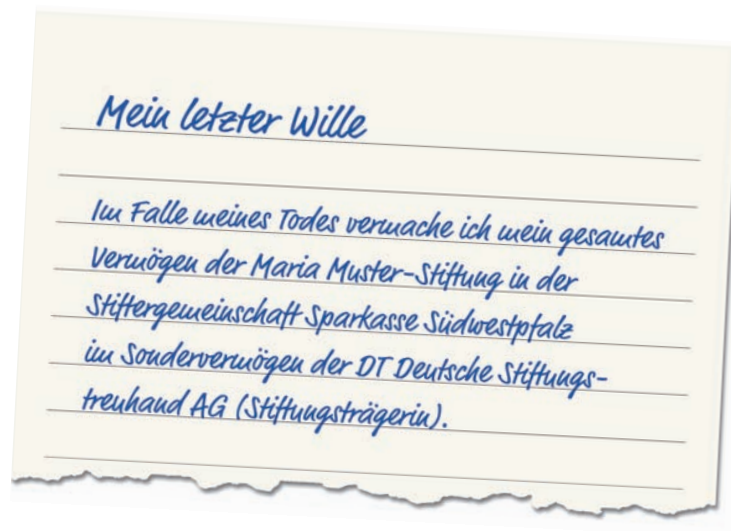 Mein letzter Wille
Im Falle meines Todes vermache ich mein gesamtes
Vermögen der Maria Muster-Stiftung in der
Stiftergemeinschaft Sparkasse Südwestpfalz
im Sondervermögen der DT Deutsche Stiftungs-
treuhand AG (Stiftungsträgerin).